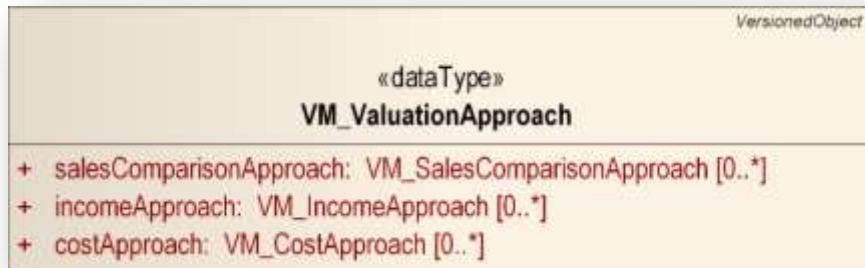 VersionedObject
«dataType»
VM_ValuationApproach
+ salesComparisonApproach: VM_SalesComparisonApproach [0..*]
+ incomeApproach: VM_IncomeApproach [0..*]
+ costApproach: VM_CostApproach [0..*]